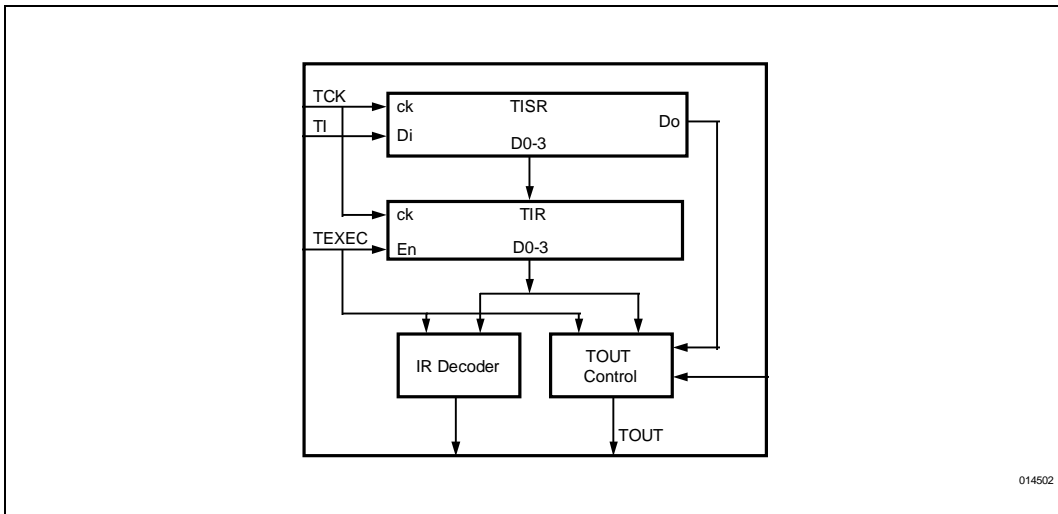 TCK
ck
TISR
Do
TI
Di
D0-3
ck
TIR
TEXEC
En
D0-3
IR Decoder
TOUT
Control
TOUT
014502